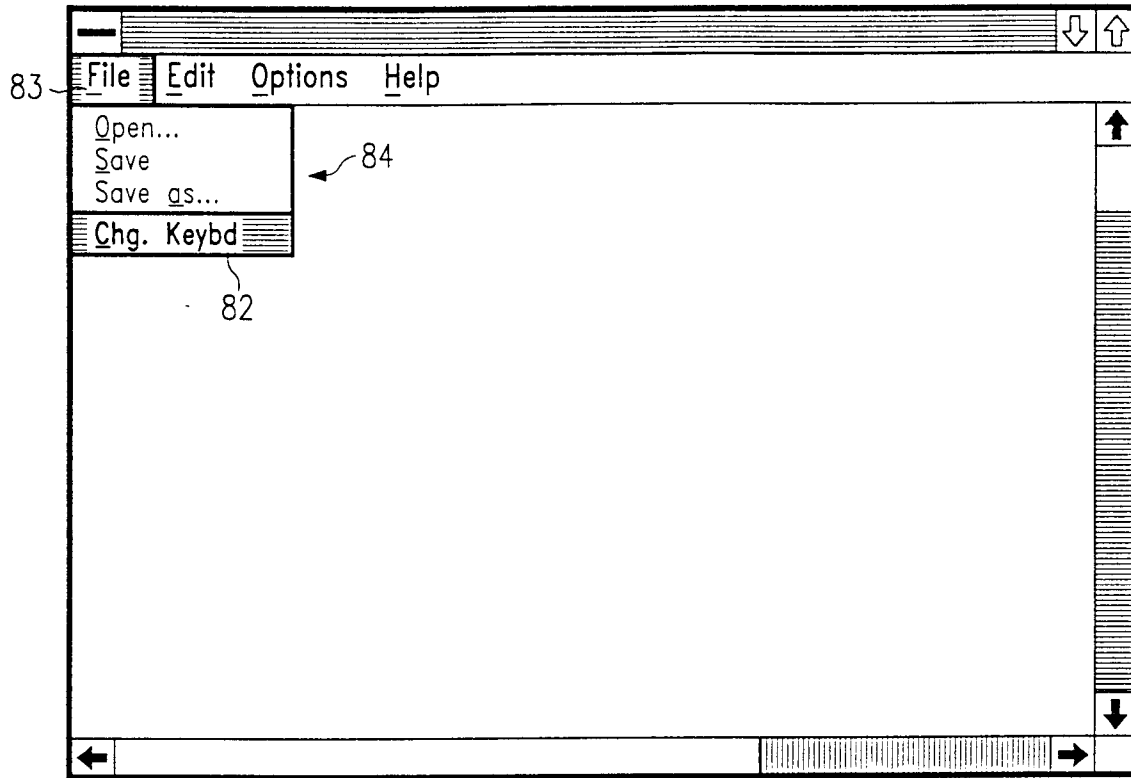 83
File Edit Options Help
Open...
Save
Save as...
84
Chg. Keybd
82